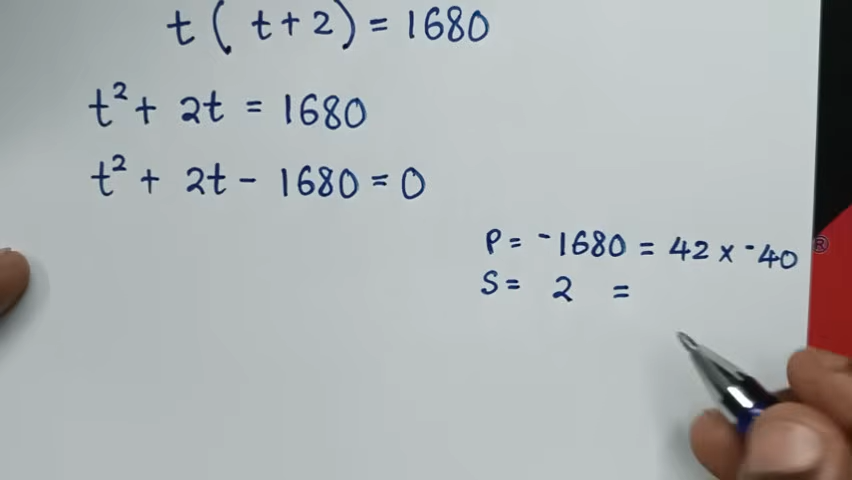 t ( t + 2 ) = 1680
t² + 2t = 1680
t² + 2t - 1680 = 0
P = -1680 = 42 x -40
S = 2 =
®